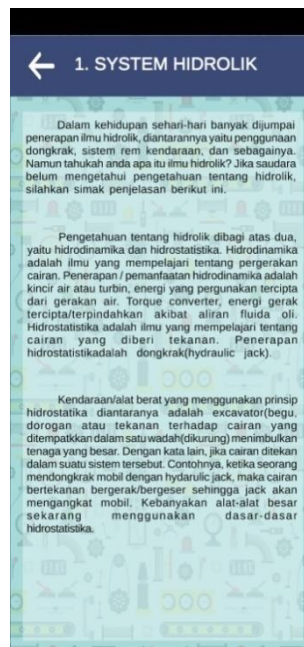 1. SYSTEM HIDROLIK
Dalam kehidupan sehari-hari banyak dijumpai
penerapan ilmu hidrolik, diantarannya yaitu penggunaan
dongkrak, sistem rem kendaraan, dan sebagainya.
Namun tahukah anda apa itu ilmu hidrolik? Jika saudara
belum mengetahui pengetahuan tentang hidrolik,
silahkan simak penjelasan berikut ini.
Pengetahuan tentang hidrolik dibagi atas dua,
yaitu hidrodinamika dan hidrostatistika. Hidrodinamika
adalah ilmu yang mempelajari tentang pergerakan
cairan. Penerapan / pemanfaatan hidrodinamika adalah
kincir air atau turbin, energi yang pergunakan tercipta
dari gerakan air. Torque converter, energi gerak
tercipta/terpindahkan akibat aliran fluida oli.
Hidrostatistika adalah ilmu yang mempelajari tentang
cairan yang diberi tekanan. Penerapan
hidrostatistikadalah dongkrak(hydraulic jack).
Kendaraan/alat berat yang menggunakan prinsip
hidrostatika diantaranya adalah excavator(begu,
dorogan atau tekanan terhadap cairan yang
ditempatkkan dalam satu wadah(dikurung) menimbulkan
tenaga yang besar. Dengan kata lain, jika cairan ditekan
dalam suatu sistem tersebut. Contohnya, ketika seorang
mendongkrak mobil dengan hydarulic jack, maka cairan
bertekanan bergerak/bergeser sehingga jack akan
mengangkat mobil. Kebanyakan alat-alat besar
sekarang menggunakan dasar-dasar
hidrostatistika.